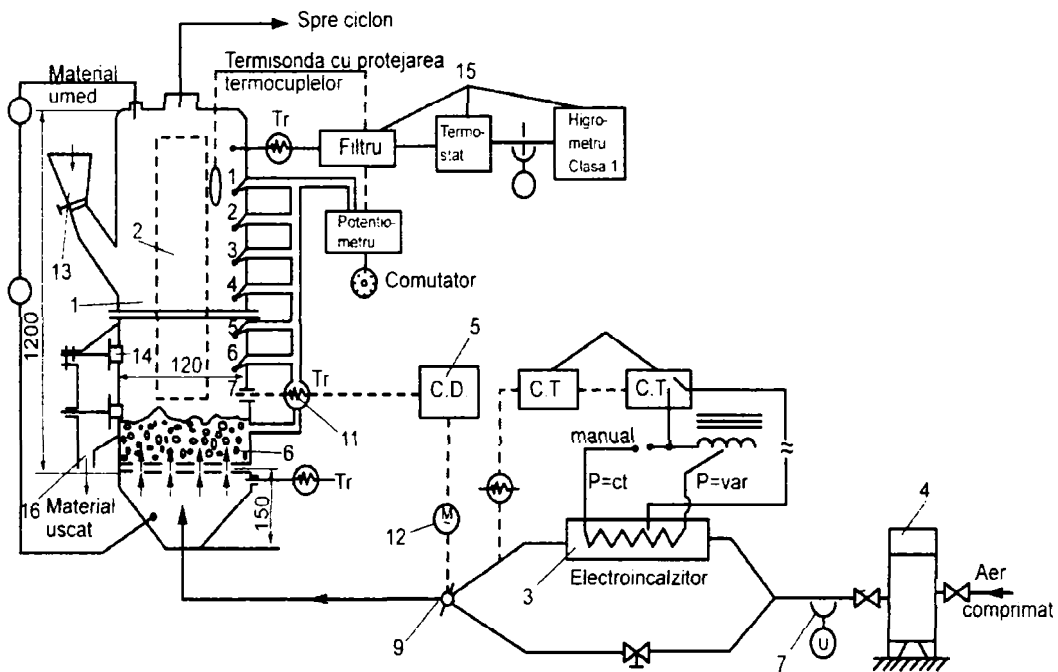 Spre ciclon
Material
umed
Termisonda cu protejarea
termocuplelor
15
Tr
Filtru
Termo-
stat
Higro-
metru
Clasa 1
1
2
3
4
5
6
7
2
Potentio-
metru
Comutator
13
1
1200
14
120
Tr
11
5
C.D.
C.T
C.T
manual
P=ct
P=var
6
Tr
16
Material
uscat
150
M
12
3
Electroincalzitor
9
4
Aer
comprimat
7
U